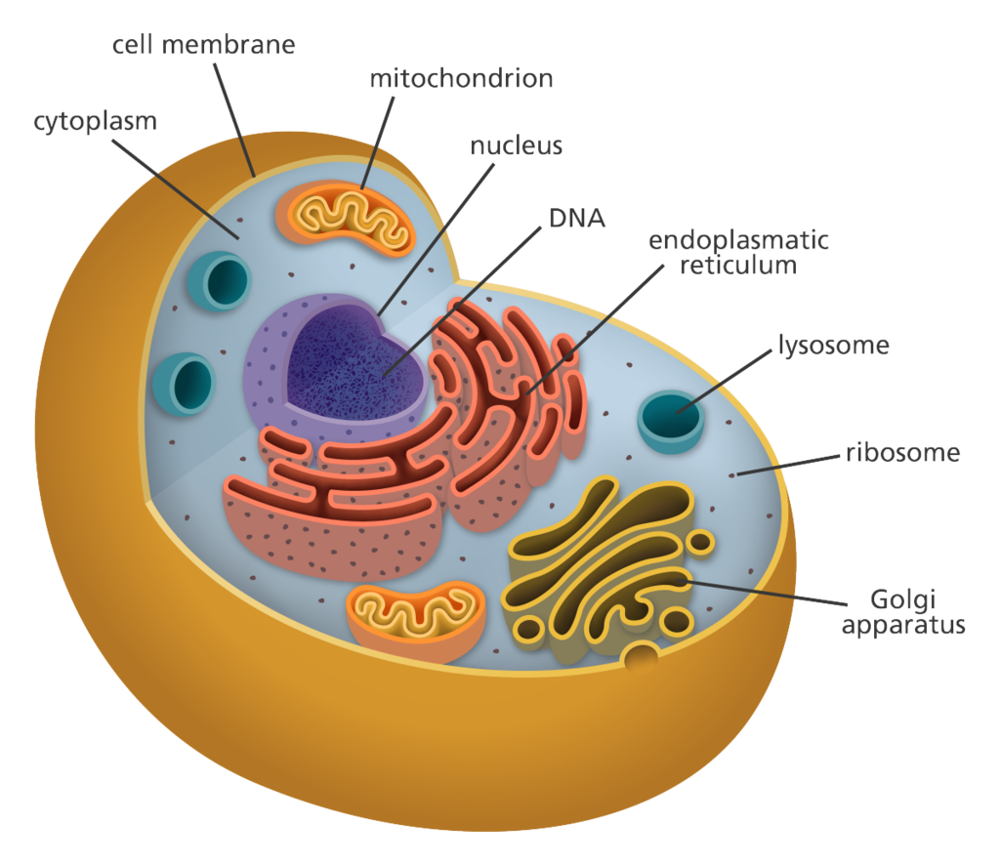 cell membrane
mitochondrion
cytoplasm
nucleus
DNA
endoplasmatic
reticulum
lysosome
ribosome
Golgi
apparatus